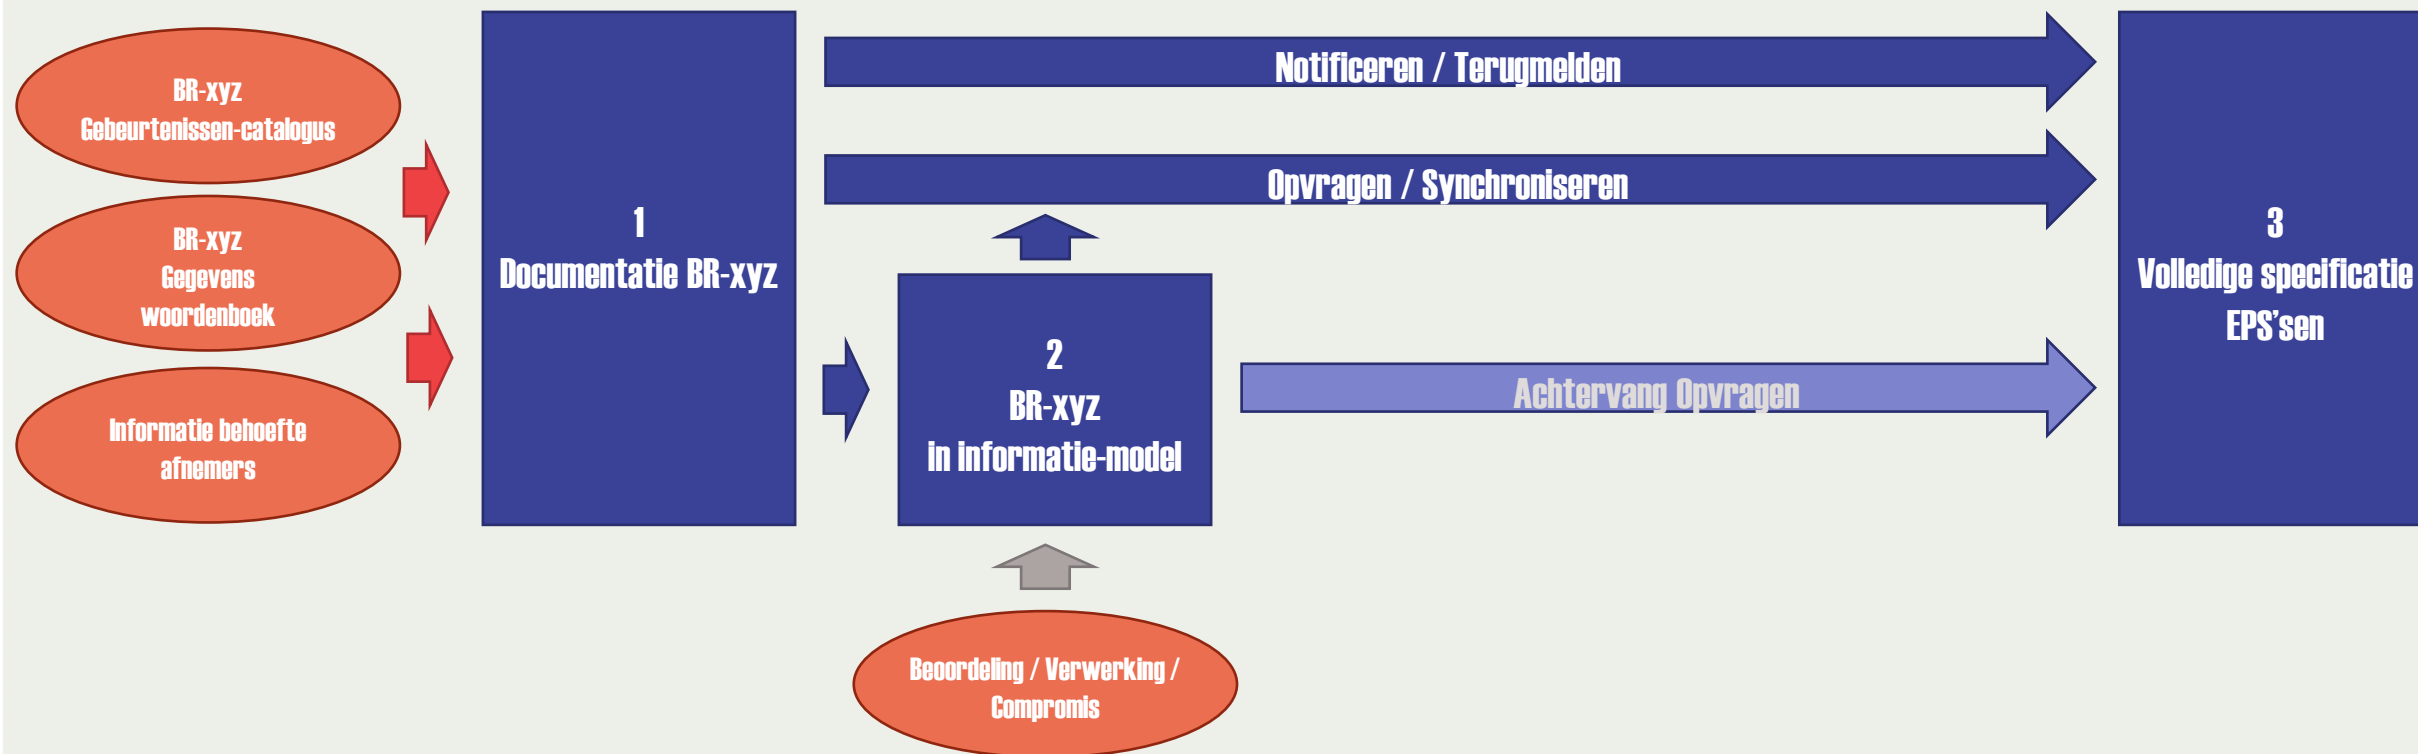 BR-xyz
Gebeurtenissen-catalogus
BR-xyz
Gegevens
woordenboek
Informatie behoefte
afnemers
1
Documentatie BR-xyz
Notificeren / Terugmelden
Opvragen / Synchroniseren
2
BR-xyz
in informatie-model
Achtervang Opvragen
Beoordeling / Verwerking /
Compromis
3
Volledige specificatie
EPS’sen